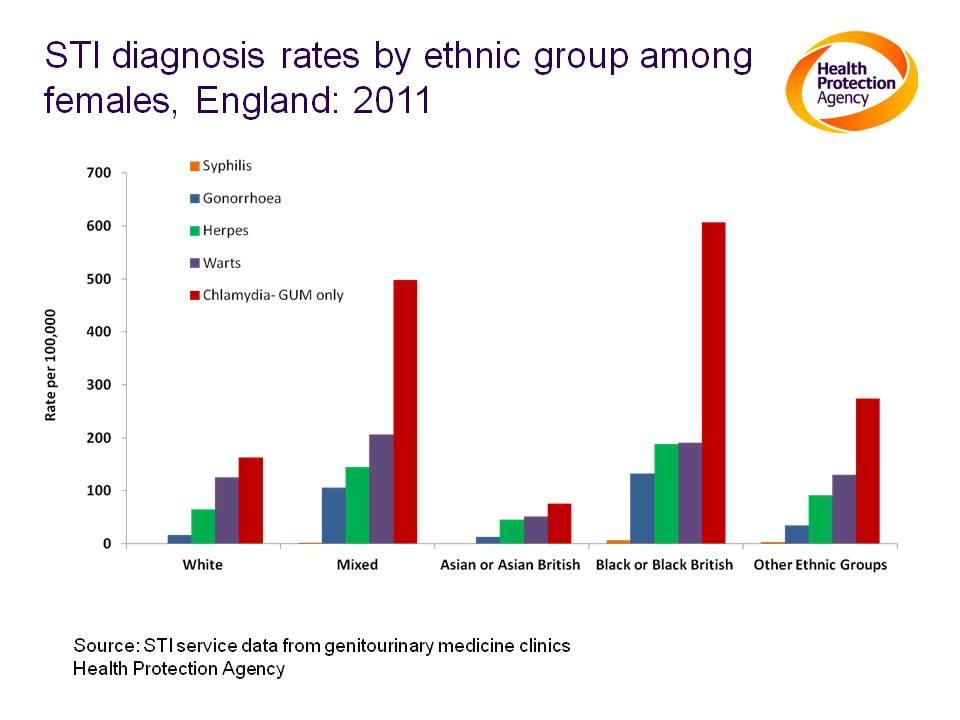 STI diagnosis rates by ethnic group among
females, England: 2011
Health
Protection
Agency
Syphilis
Gonorrhoea
Herpes
Warts
Chlamydia- GUM only
700
600
500
400
300
200
100
0
Rate per 100,000
White
Mixed
Asian or Asian British
Black or Black British
Other Ethnic Groups
Source: STI service data from genitourinary medicine clinics
Health Protection Agency